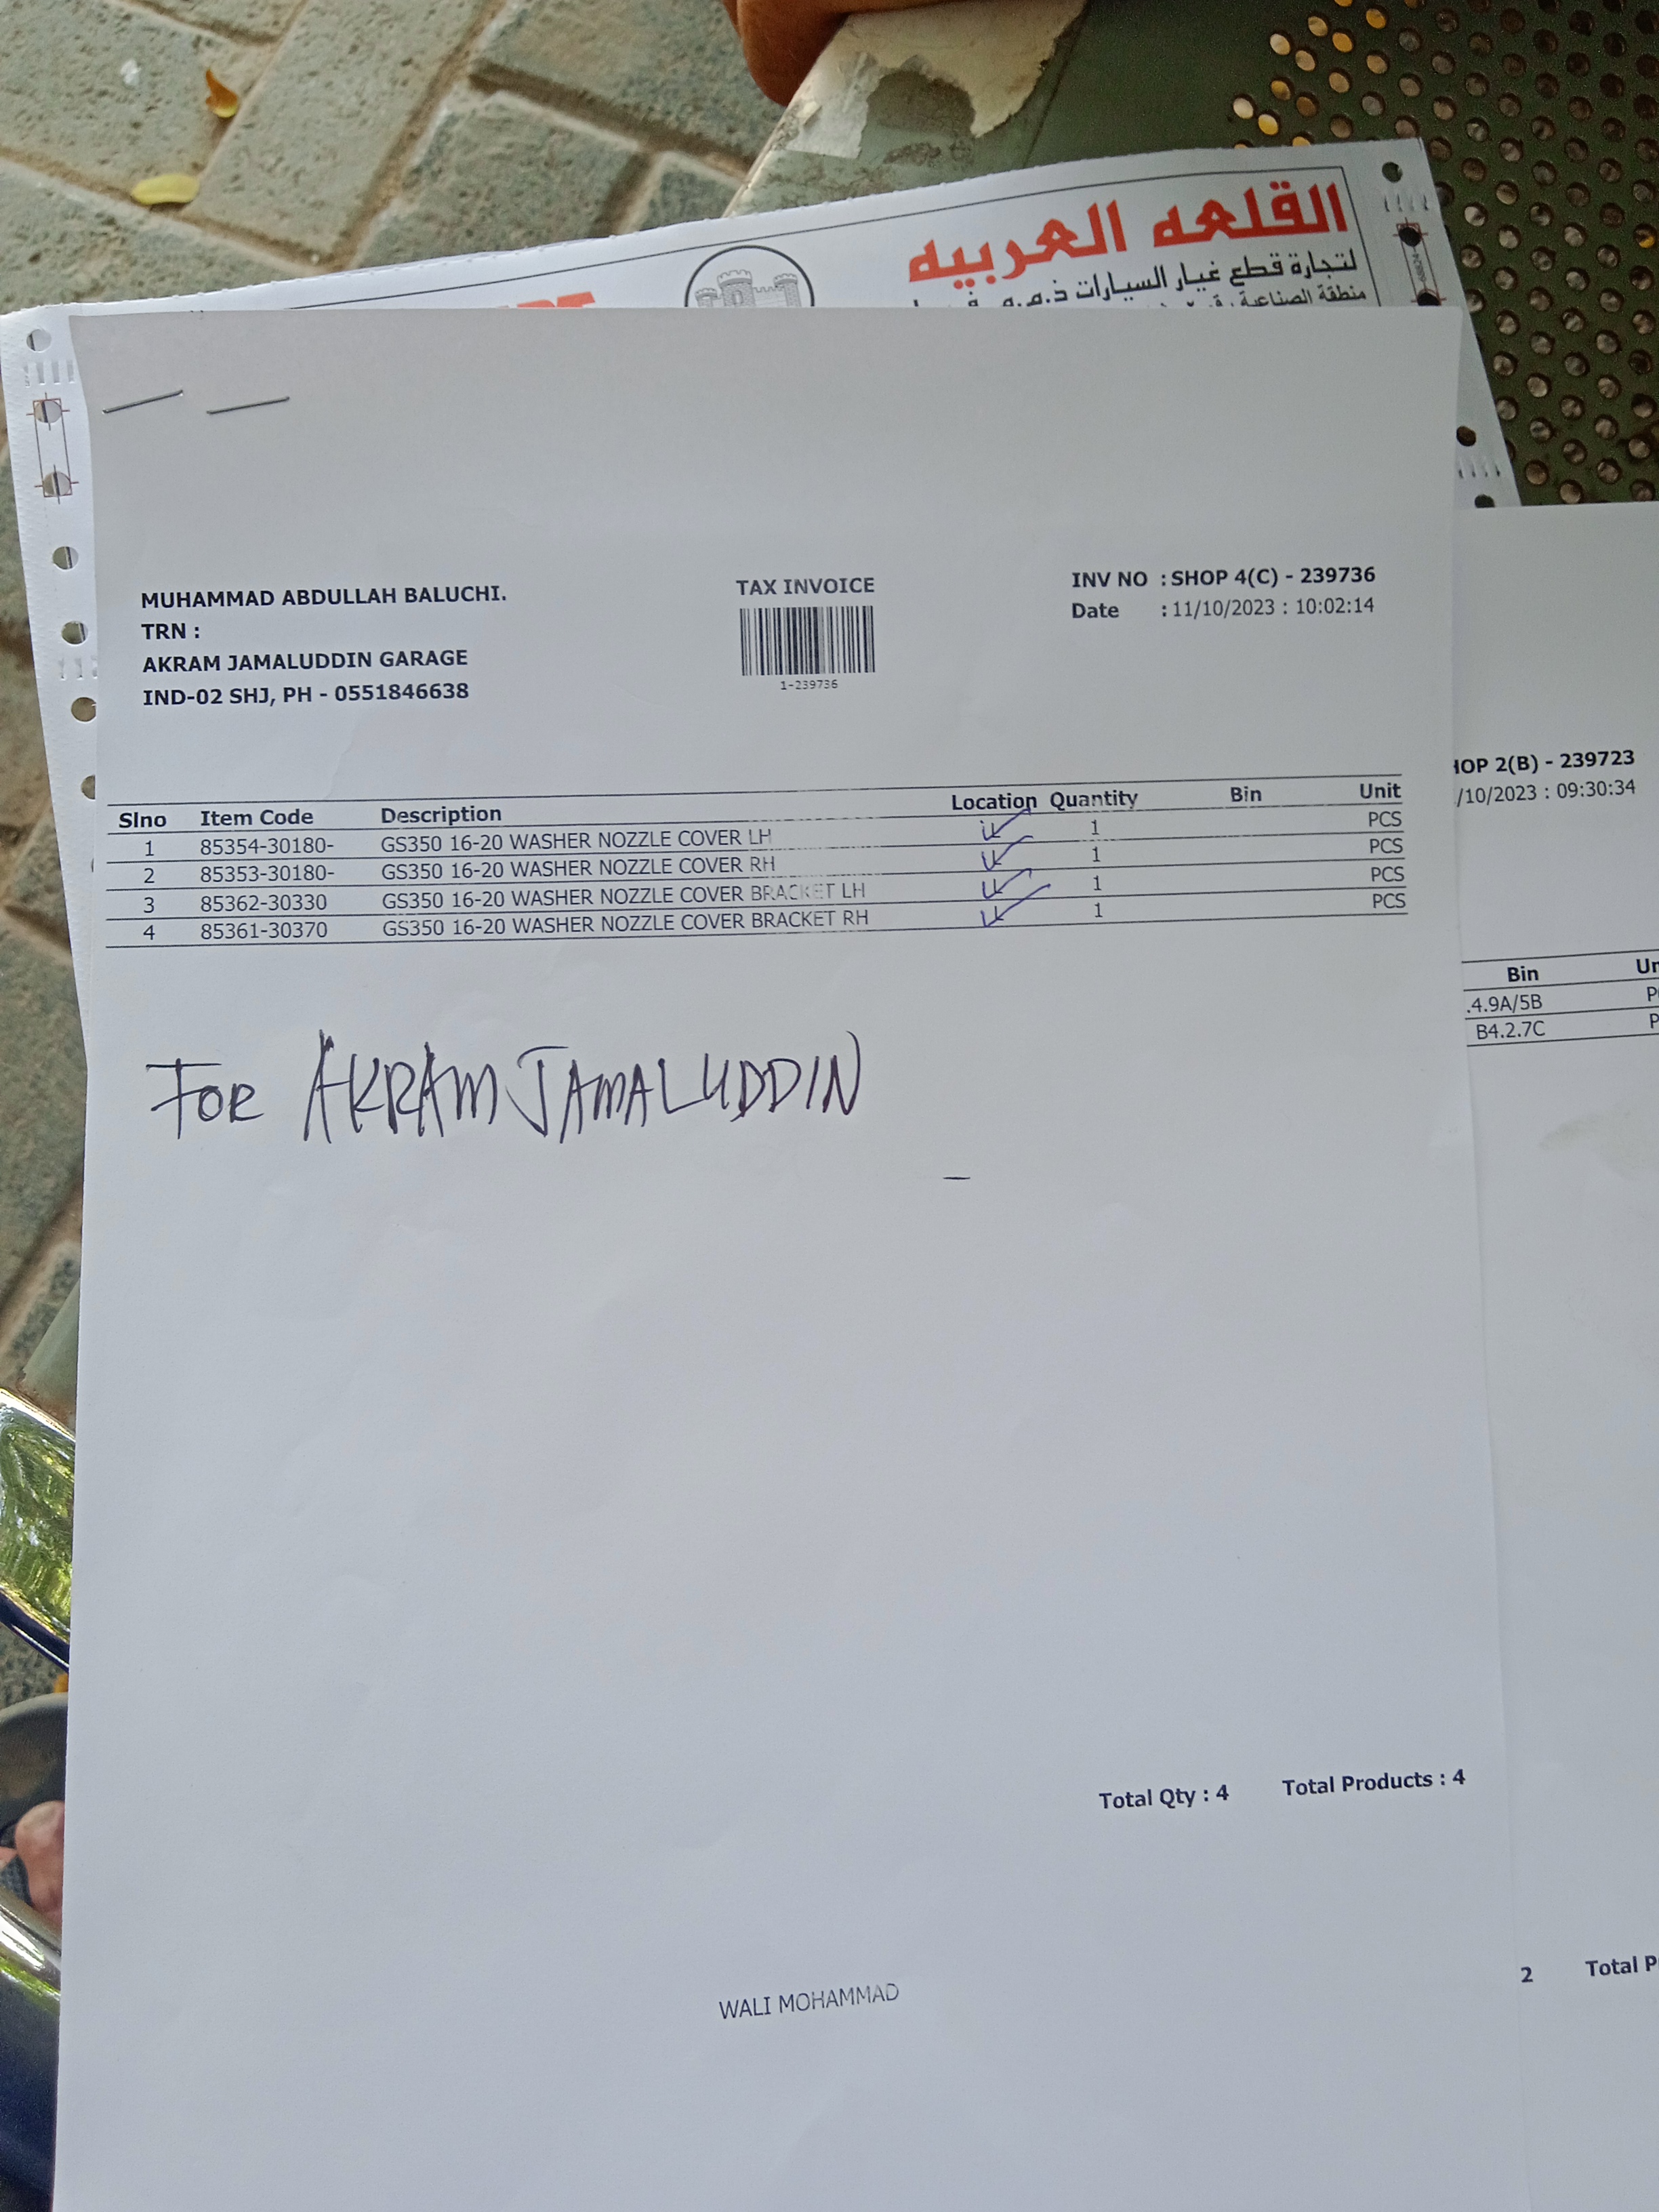 القلعه العربيه
لتجارة قطع غيار السيارات ذ.م.م
منطقة الصناعية
MUHAMMAD ABDULLAH BALUCHI.
TRN :
AKRAM JAMALUDDIN GARAGE
IND-02 SHJ, PH - 0551846638
TAX INVOICE
1-239736
INV NO : SHOP 4(C) - 239736
Date : 11/10/2023 : 10:02:14
Slno Item Code Description Location Quantity Bin Unit
1 85354-30180- GS350 16-20 WASHER NOZZLE COVER LH 1 PCS
2 85353-30180- GS350 16-20 WASHER NOZZLE COVER RH 1 PCS
3 85362-30330 GS350 16-20 WASHER NOZZLE COVER BRACKET LH 1 PCS
4 85361-30370 GS350 16-20 WASHER NOZZLE COVER BRACKET RH 1 PCS
FOR AKRAM JAMALUDDIN
Total Qty : 4 Total Products : 4
WALI MOHAMMAD
2(B) - 239723
/10/2023 : 09:30:34
Bin
.4.9A/5B
B4.2.7C
2 Total